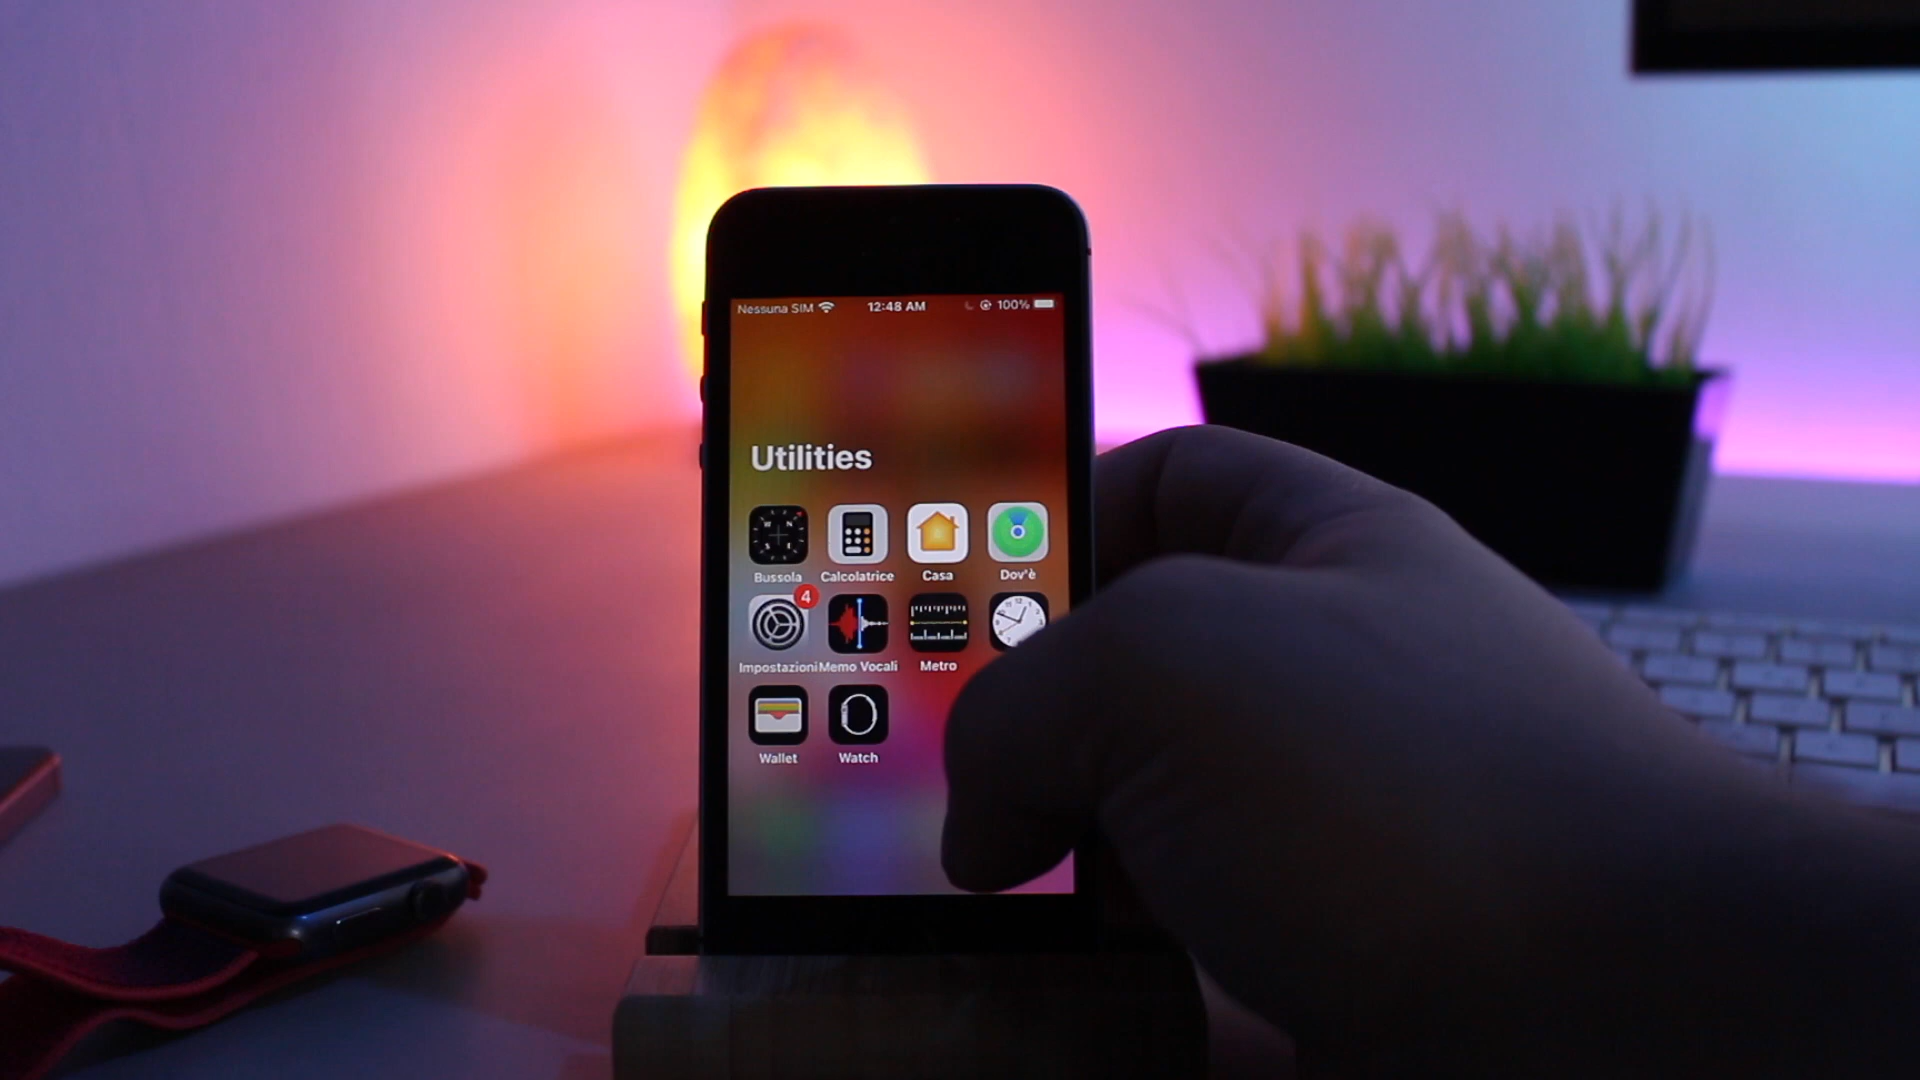 Nessuna SIM 12:48 AM 100%
Utilities
Bussola Calcolatrice Casa Dov'è
4
Impostazioni Memo Vocali Metro
Wallet Watch